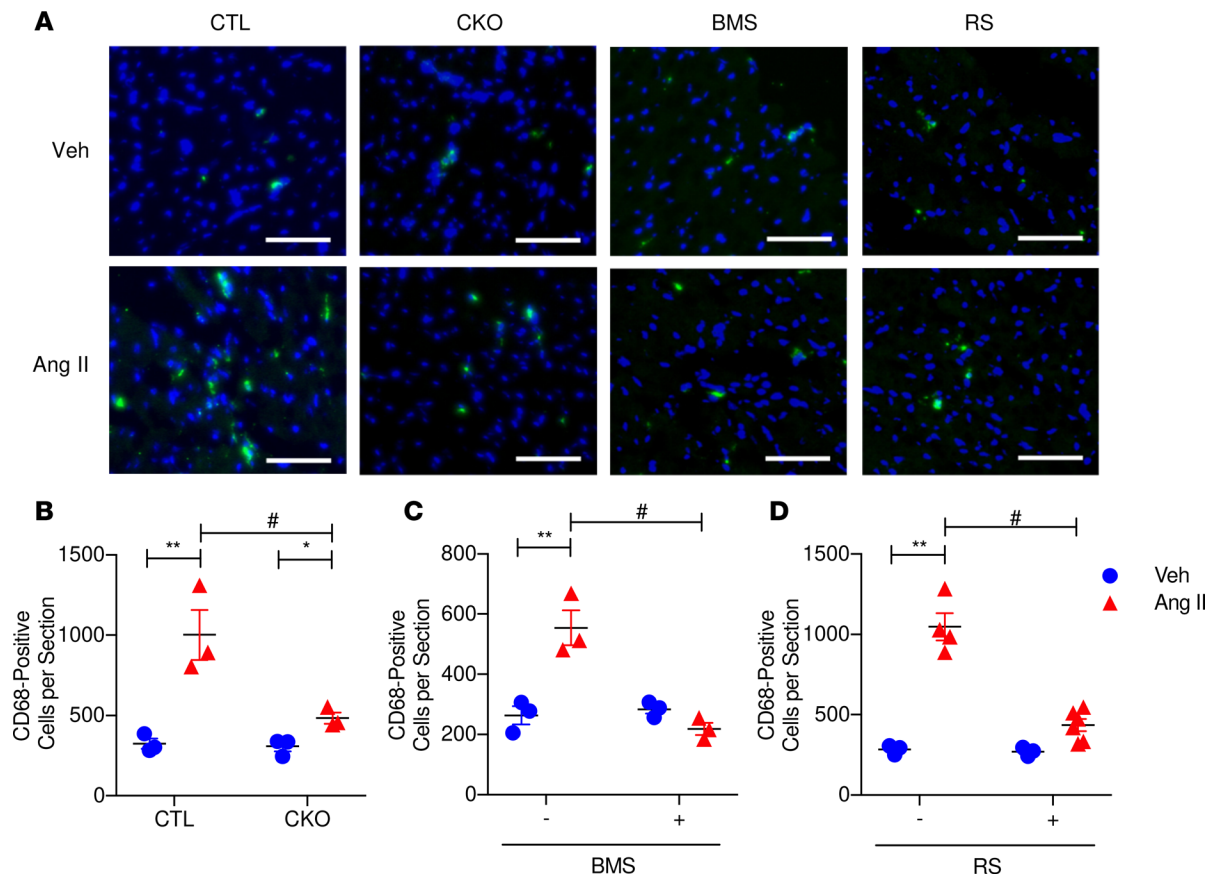 A
CTL
CKO
BMS
RS
Veh
Ang II
B
C
D
#
**
*
CD68-Positive
Cells per Section
1500
1000
500
0
CTL
CKO
#
**
CD68-Positive
Cells per Section
800
600
400
200
0
-
+
BMS
#
**
CD68-Positive
Cells per Section
1500
1000
500
0
-
+
RS
Veh
Ang II